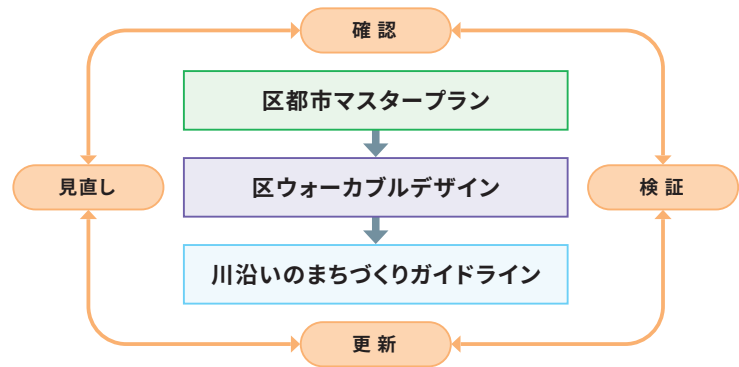 確認
区都市マスタープラン
区ウォーカブルデザイン
見直し
検証
川沿いのまちづくりガイドライン
更新